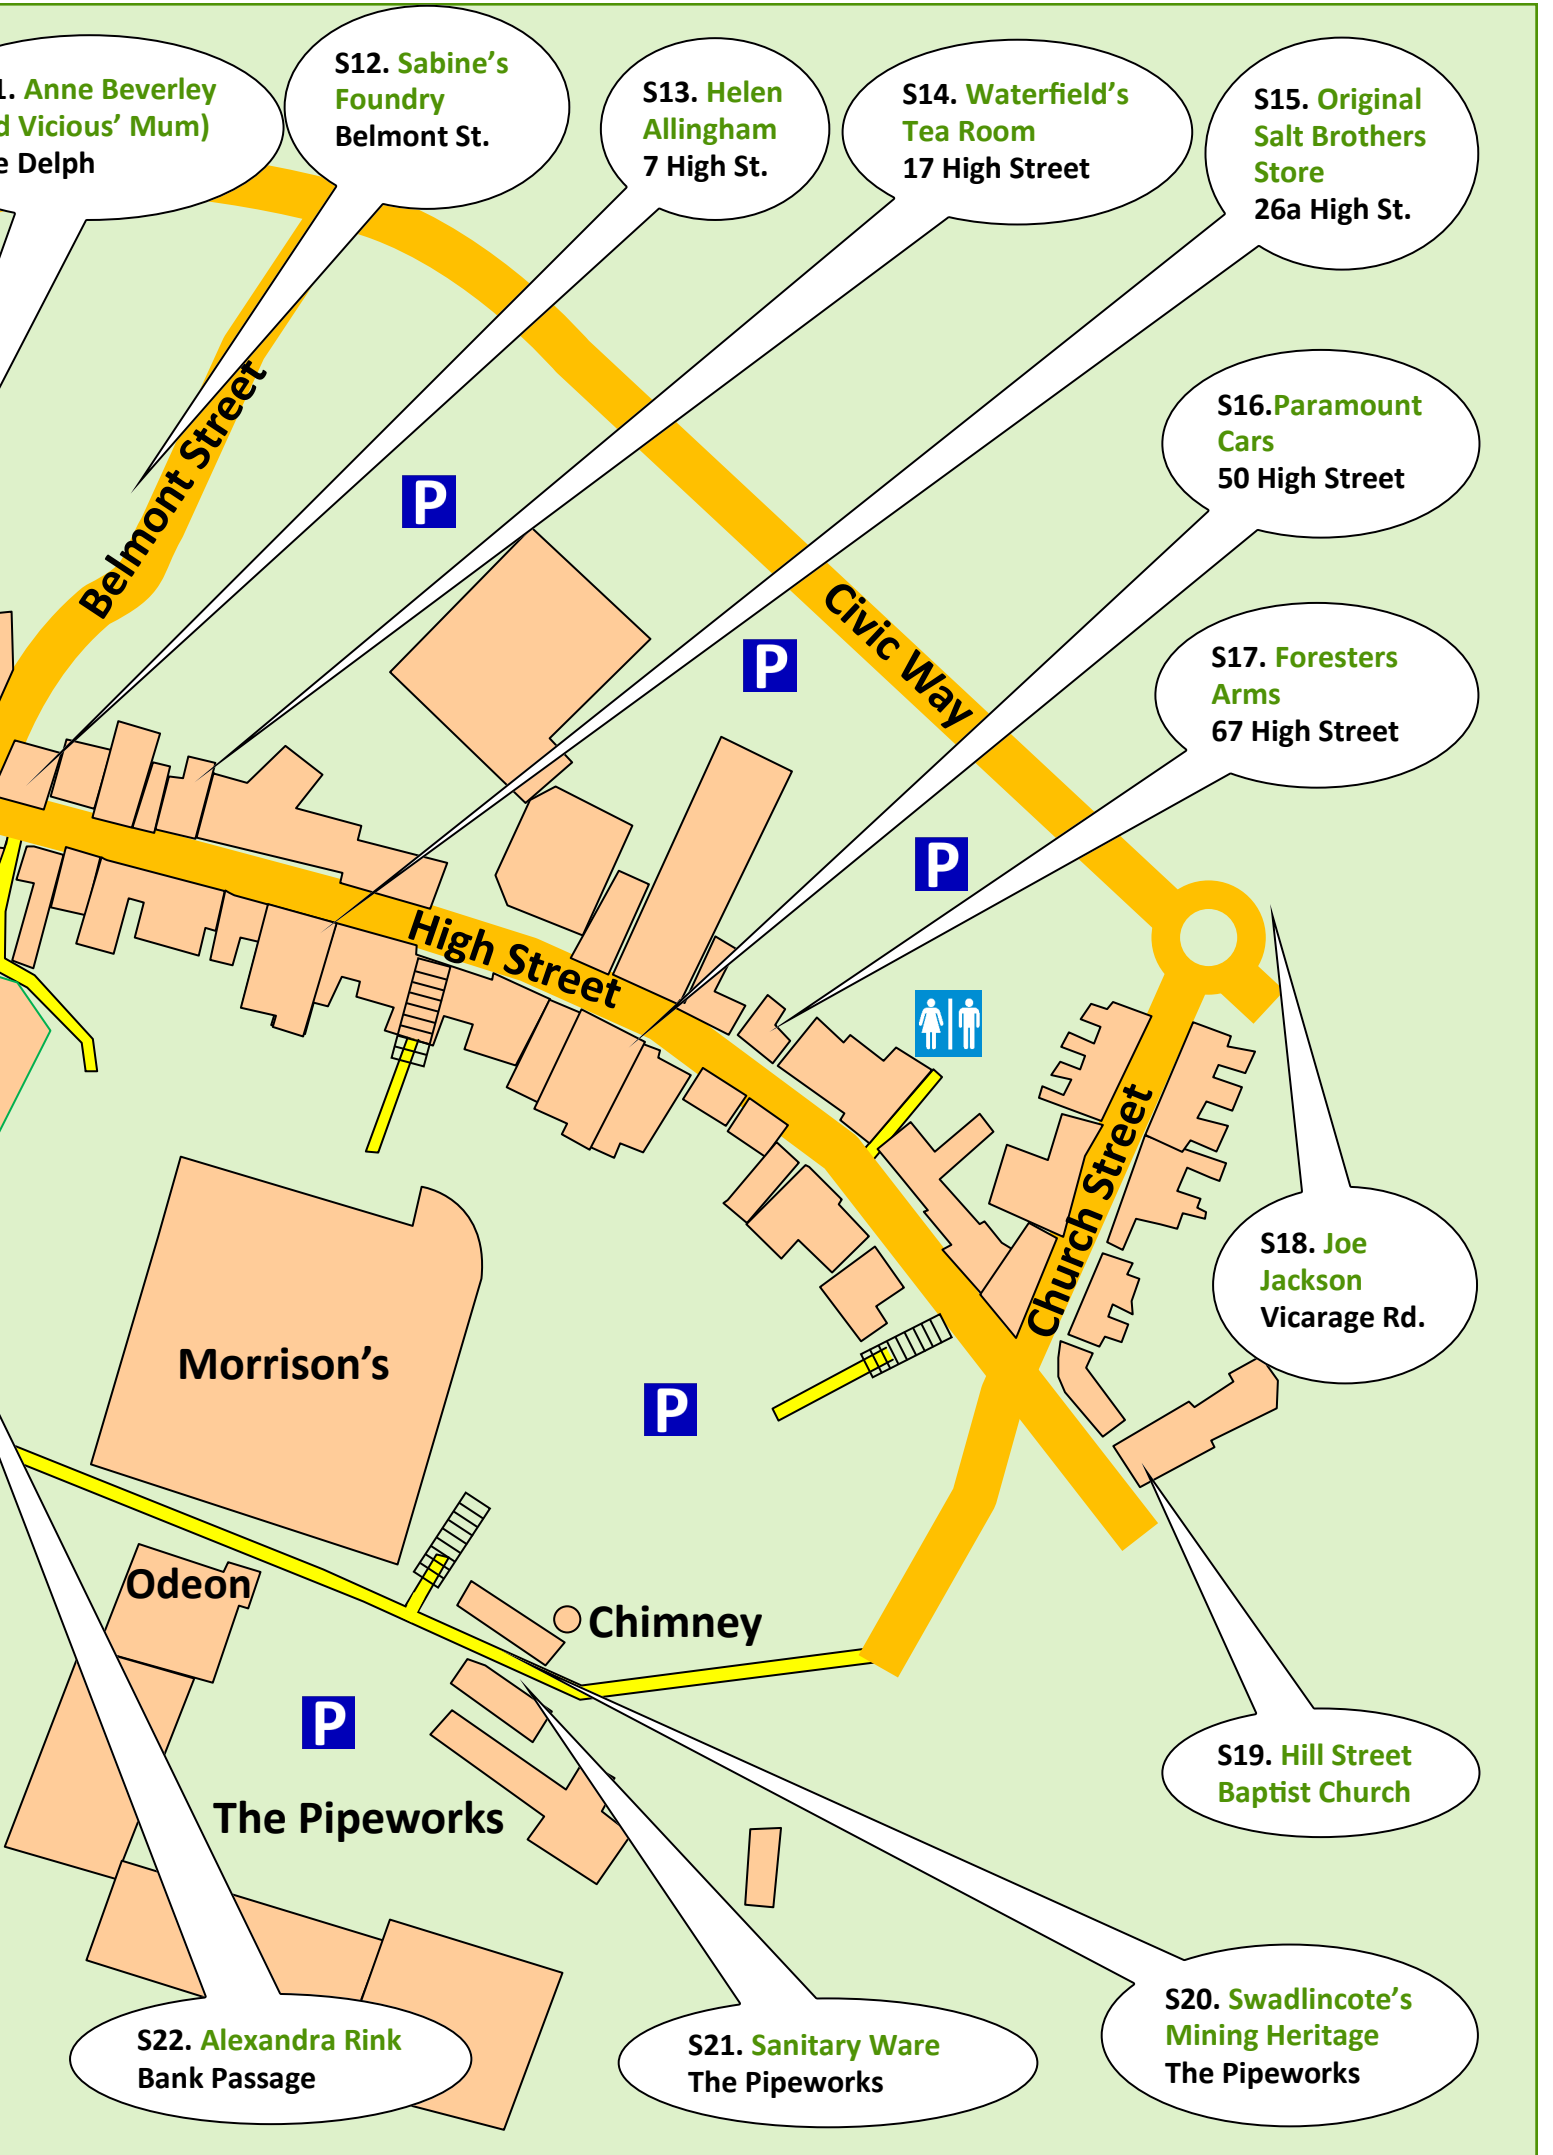 1. Anne Beverley
d Vicious’ Mum)
e Delph
S12. Sabine’s
Foundry
Belmont St.
S13. Helen
Allingham
7 High St.
S14. Waterfield’s
Tea Room
17 High Street
S15. Original
Salt Brothers
Store
26a High St.
S16.Paramount
Cars
50 High Street
S17. Foresters
Arms
67 High Street
Belmont Street
P
Civic Way
P
P
High Street
Church Street
S18. Joe
Jackson
Vicarage Rd.
Morrison’s
P
Odeon
Chimney
P
The Pipeworks
S19. Hill Street
Baptist Church
S20. Swadlincote’s
Mining Heritage
The Pipeworks
S21. Sanitary Ware
The Pipeworks
S22. Alexandra Rink
Bank Passage